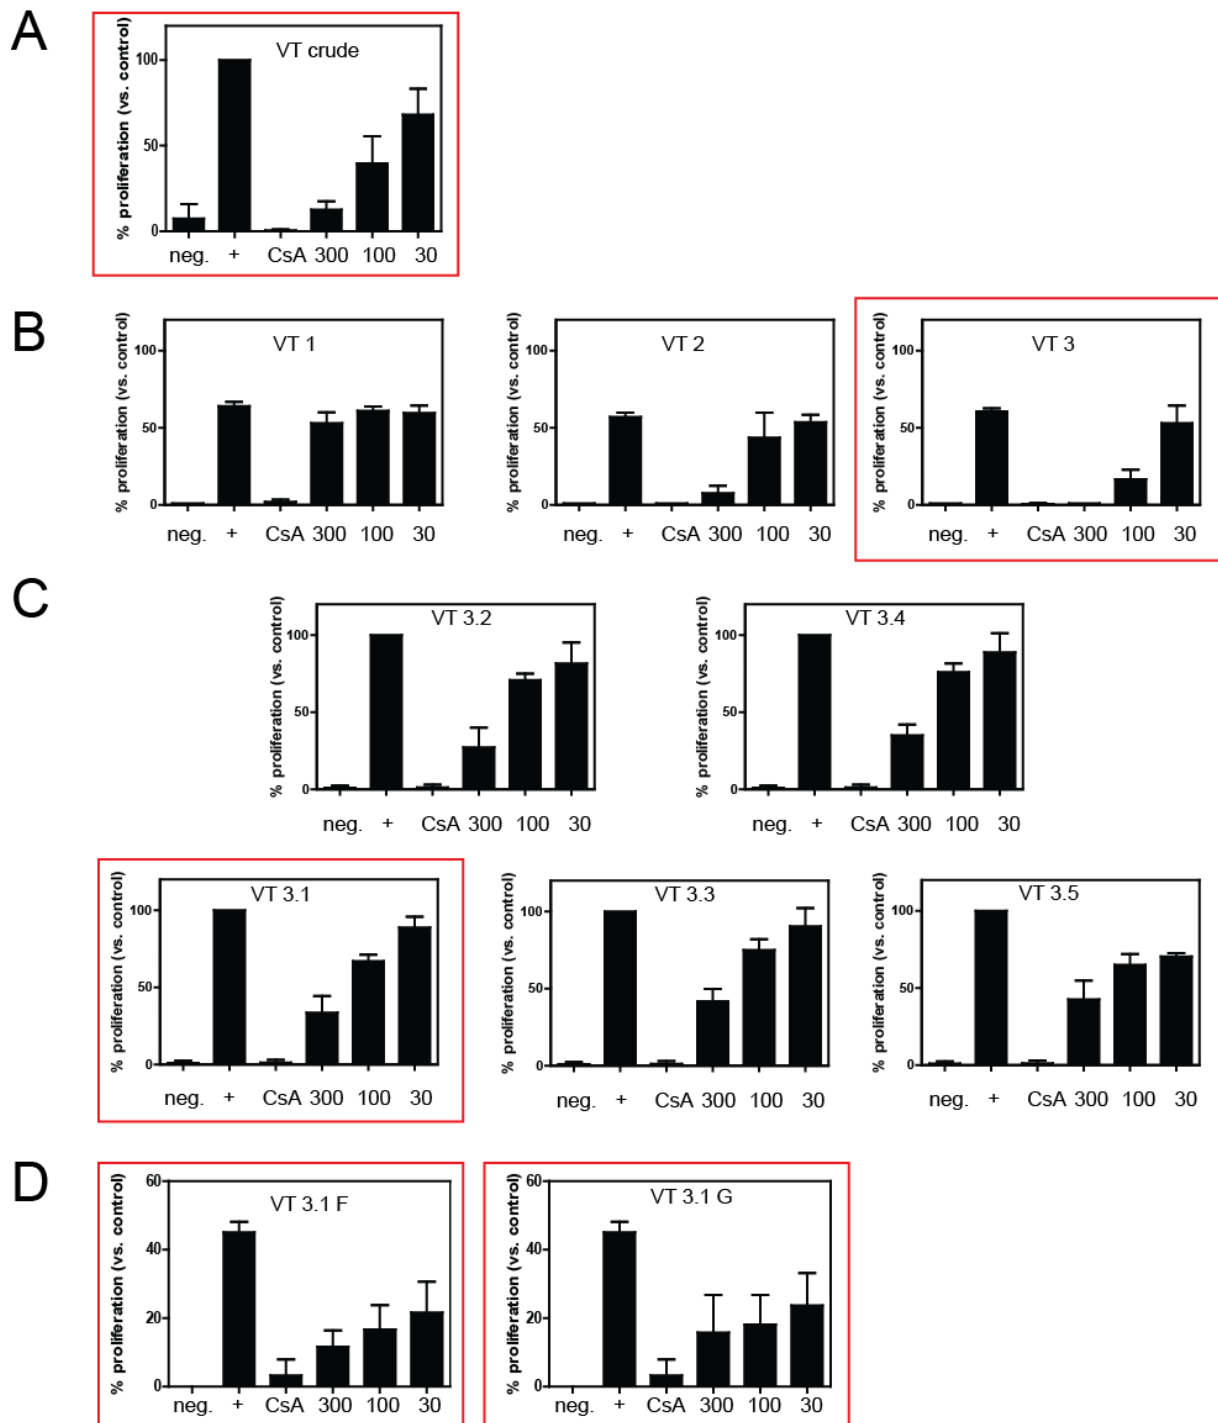 A
% proliferation (vs. control)
VT crude
100
50
0
neg. + CsA 300 100 30
B
% proliferation (vs. control)
VT 1
100
50
0
neg. + CsA 300 100 30
% proliferation (vs. control)
VT 2
100
50
0
neg. + CsA 300 100 30
% proliferation (vs. control)
VT 3
100
50
0
neg. + CsA 300 100 30
C
% proliferation (vs. control)
VT 3.2
100
50
0
neg. + CsA 300 100 30
% proliferation (vs. control)
VT 3.4
100
50
0
neg. + CsA 300 100 30
% proliferation (vs. control)
VT 3.1
100
50
0
neg. + CsA 300 100 30
% proliferation (vs. control)
VT 3.3
100
50
0
neg. + CsA 300 100 30
% proliferation (vs. control)
VT 3.5
100
50
0
neg. + CsA 300 100 30
D
% proliferation (vs. control)
VT 3.1 F
60
40
20
0
neg. + CsA 300 100 30
% proliferation (vs. control)
VT 3.1 G
60
40
20
0
neg. + CsA 300 100 30